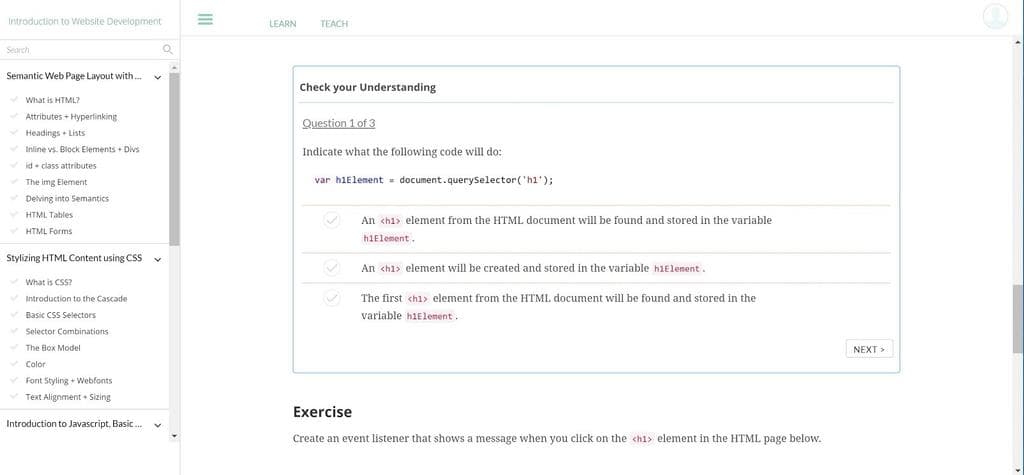 Introduction to Website Development
LEARN
TEACH
Search
Semantic Web Page Layout with ...
What is HTML?
Attributes + Hyperlinking
Headings + Lists
Inline vs. Block Elements + Divs
id + class attributes
The img Element
Delving into Semantics
HTML Tables
HTML Forms
Stylizing HTML Content using CSS
What is CSS?
Introduction to the Cascade
Basic CSS Selectors
Selector Combinations
The Box Model
Color
Font Styling + Webfonts
Text Alignment + Sizing
Introduction to Javascript, Basic ...
Check your Understanding
Question 1 of 3
Indicate what the following code will do:
var h1Element = document.querySelector('h1');
An <h1> element from the HTML document will be found and stored in the variable
h1Element.
An <h1> element will be created and stored in the variable h1Element.
The first <h1> element from the HTML document will be found and stored in the
variable h1Element.
NEXT >
Exercise
Create an event listener that shows a message when you click on the <h1> element in the HTML page below.